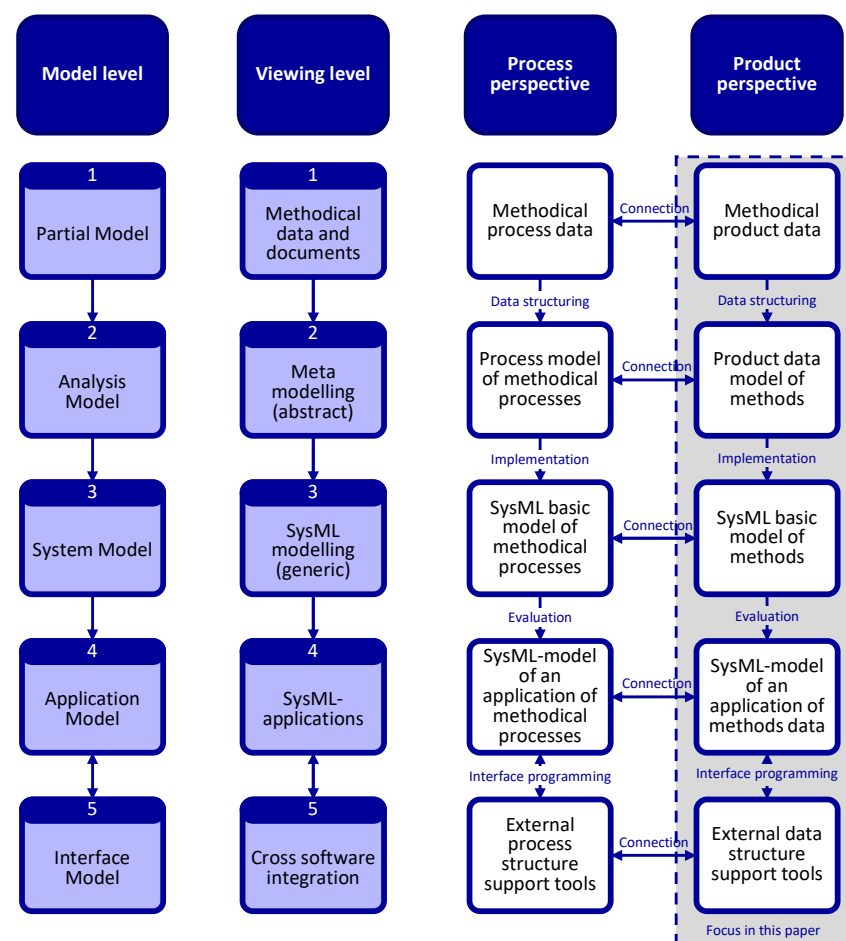 Model level
Viewing level
Process
perspective
Product
perspective
1
Partial Model
1
Methodical
data and
documents
Methodical
process data
Connection
Methodical
product data
Data structuring
Data structuring
2
Analysis
Model
2
Meta
modelling
(abstract)
Process model
of methodical
processes
Connection
Product data
model of
methods
Implementation
Implementation
3
System Model
3
SysML
modelling
(generic)
SysML basic
model of
methodical
processes
Connection
SysML basic
model of
methods
Evaluation
Evaluation
4
Application
Model
4
SysML-
applications
SysML-model
of an
application of
methodical
processes
Connection
SysML-model
of an
application of
methods data
Interface programming
Interface programming
5
Interface
Model
5
Cross software
integration
External
process
structure
support tools
Connection
External data
structure
support tools
Focus in this paper